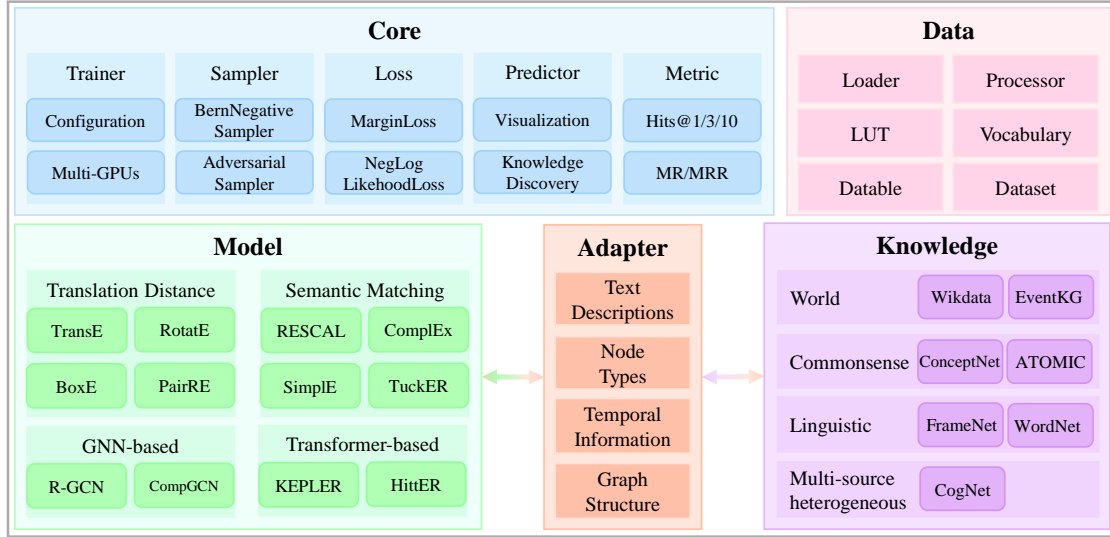 Core
Trainer
Sampler
Loss
Predictor
Metric
Configuration
BernNegative
Sampler
MarginLoss
Visualization
Hits@1/3/10
Multi-GPUs
Adversarial
Sampler
NegLog
LikehoodLoss
Knowledge
Discovery
MR/MRR
Data
Loader
Processor
LUT
Vocabulary
Datable
Dataset
Model
Translation Distance
TransE
RotatE
BoxE
PairRE
Semantic Matching
RESCAL
ComplEx
SimplE
TuckER
GNN-based
R-GCN
CompGCN
Transformer-based
KEPLER
HittER
Adapter
Text
Descriptions
Node
Types
Temporal
Information
Graph
Structure
Knowledge
World
Wikdata
EventKG
Commonsense
ConceptNet
ATOMIC
Linguistic
FrameNet
WordNet
Multi-source
heterogeneous
CogNet